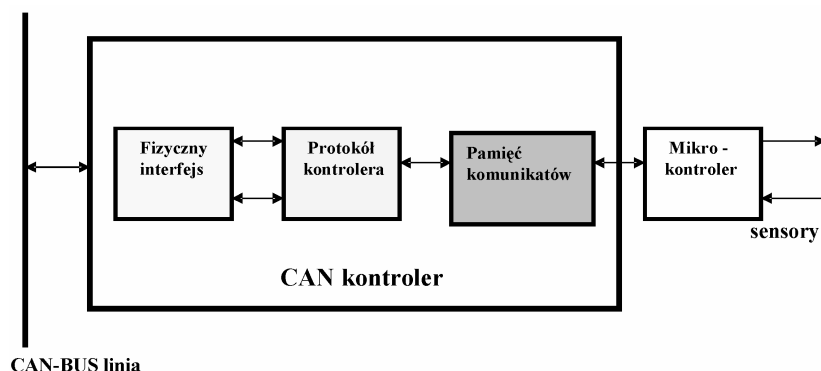 Fizyczny
interfejs
Protokół
kontrolera
Pamięć
komunikatów
Mikro -
kontroler
sensory
CAN kontroler
CAN-BUS linia